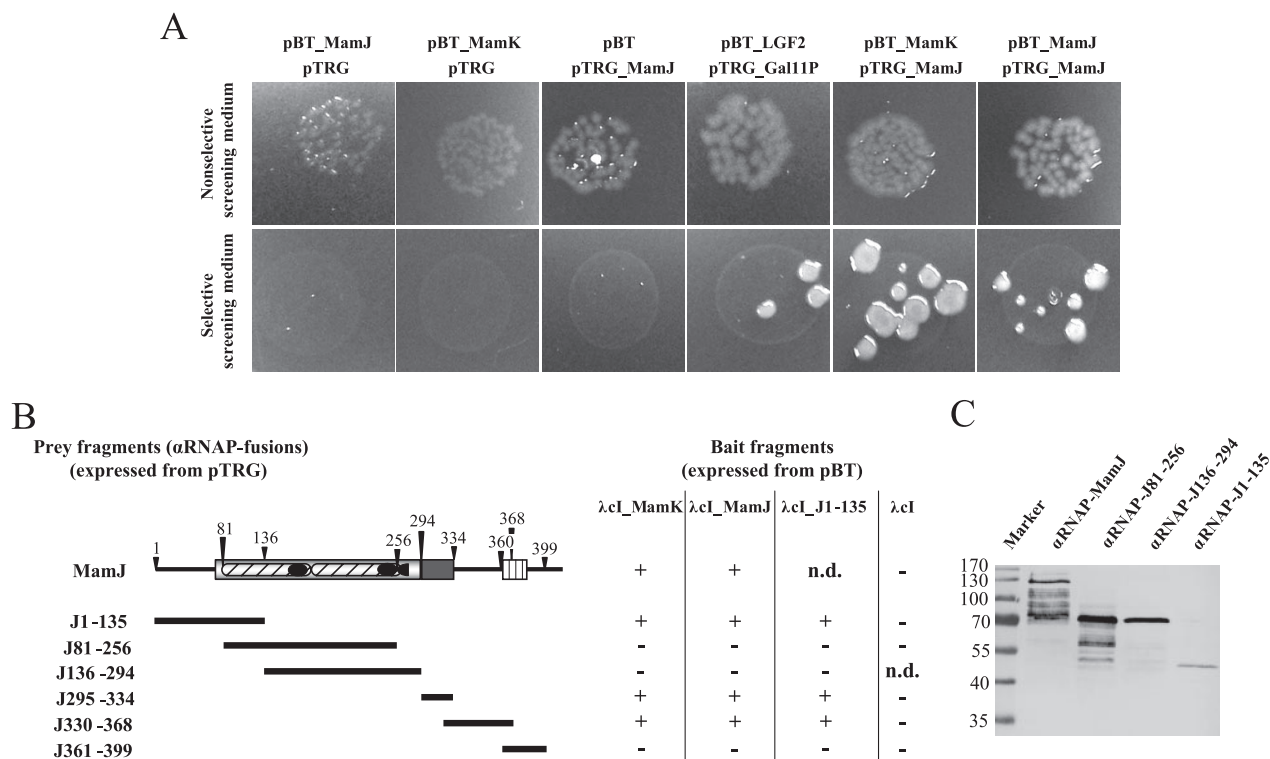 A
pBT_MamJ pBT_MamK pBT pBT_LGF2 pBT_MamK pBT_MamJ
pTRG pTRG pTRG_MamJ pTRG_Gal11P pTRG_MamJ pTRG_MamJ
Nonselective
screening medium
Selective
screening medium
B
Prey fragments (αRNAP-fusions)
(expressed from pTRG)
Bait fragments
(expressed from pBT)
λcI_MamK λcI_MamJ λcI_J1-135 λcI
1 81 136 256 294 334 360 368 399
MamJ + + n.d. -
J1-135 + + + -
J81-256 - - - -
J136-294 - - - n.d.
J295-334 + + + -
J330-368 + + + -
J361-399 - - - -
C
Marker αRNAP-MamJ αRNAP-J81-256 αRNAP-J136-294 αRNAP-J1-135
170
130
100
70
55
40
35